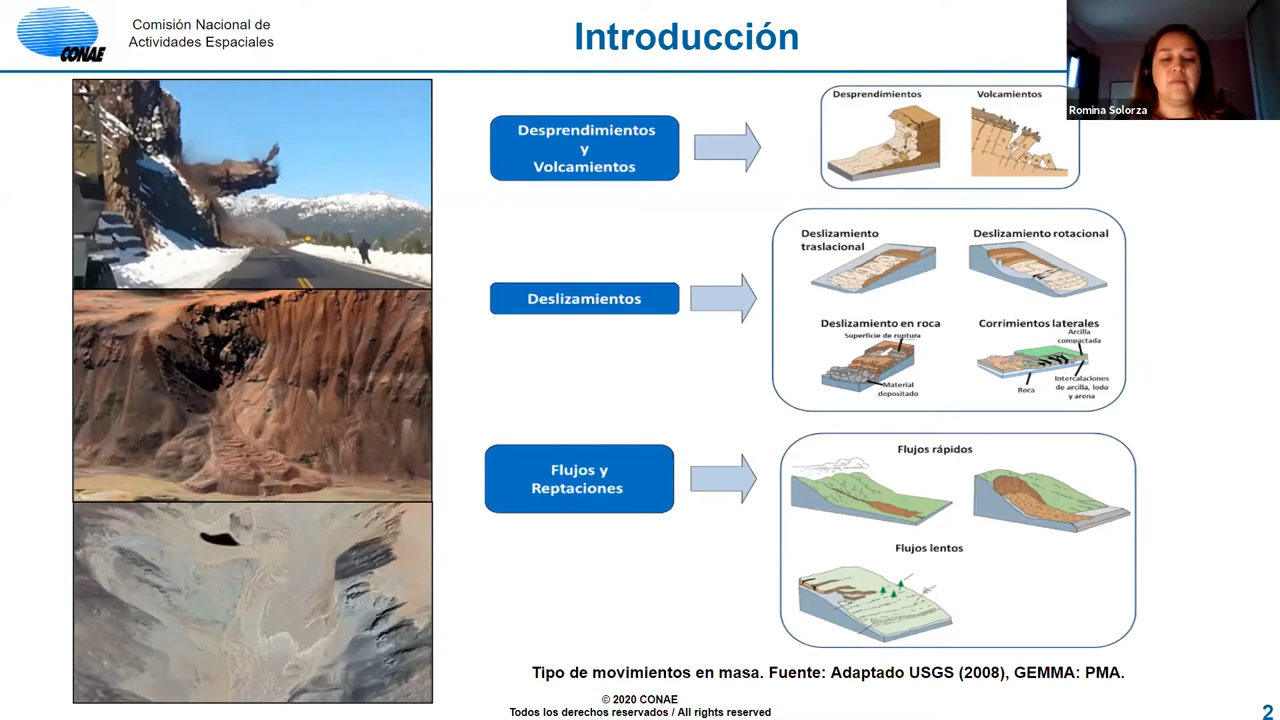 CONAE
Comisión Nacional de
Actividades Espaciales
Introducción
Romina Solorza
Desprendimientos
y
Volcamientos
Desprendimientos
Volcamientos
Deslizamientos
Deslizamiento
traslacional
Deslizamiento rotacional
Deslizamiento en roca
Superficie de ruptura
Material
depositado
Corrimientos laterales
Arcilla
compactada
Roca
Intercalaciones
de arcilla, lodo
y arena
Flujos y
Reptaciones
Flujos rápidos
Flujos lentos
Tipo de movimientos en masa. Fuente: Adaptado USGS (2008), GEMMA: PMA.
© 2020 CONAE
Todos los derechos reservados / All rights reserved
2